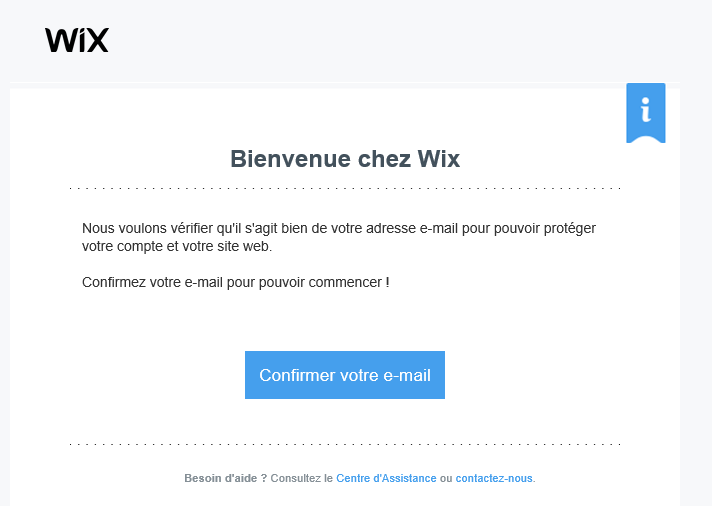 WiX
i
Bienvenue chez Wix
Nous voulons vérifier qu'il s'agit bien de votre adresse e-mail pour pouvoir protéger
votre compte et votre site web.
Confirmez votre e-mail pour pouvoir commencer !
Confirmer votre e-mail
Besoin d'aide ? Consultez le Centre d'Assistance ou contactez-nous.